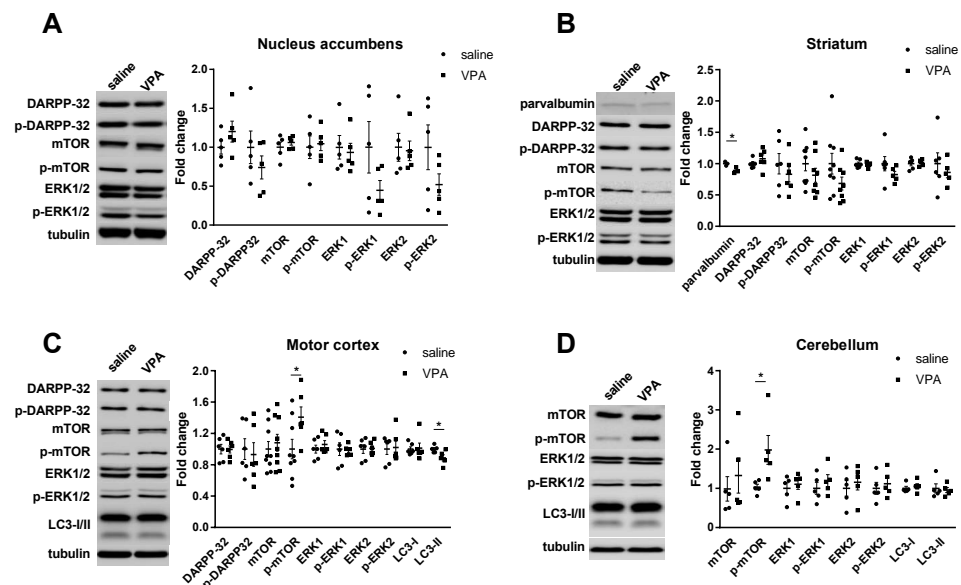 A
Nucleus accumbens
saline
VPA
saline
VPA
DARPP-32
p-DARPP-32
mTOR
p-mTOR
ERK1/2
p-ERK1/2
tubulin
Fold change
2.0
1.5
1.0
0.5
0.0
DARPP-32
p-DARPP32
mTOR
p-mTOR
ERK1
p-ERK1
ERK2
p-ERK2
B
Striatum
saline
VPA
saline
VPA
parvalbumin
DARPP-32
p-DARPP-32
mTOR
p-mTOR
ERK1/2
p-ERK1/2
tubulin
Fold change
2.5
2.0
1.5
1.0
0.5
0.0
*
parvalbumin
DARPP-32
p-DARPP32
mTOR
p-mTOR
ERK1
p-ERK1
ERK2
p-ERK2
C
Motor cortex
saline
VPA
saline
VPA
DARPP-32
p-DARPP-32
mTOR
p-mTOR
ERK1/2
p-ERK1/2
LC3-I/II
tubulin
Fold change
2.0
1.6
1.2
0.8
0.4
0.0
*
*
DARPP-32
p-DARPP32
mTOR
p-mTOR
ERK1
p-ERK1
ERK2
p-ERK2
LC3-I
LC3-II
D
Cerebellum
saline
VPA
saline
VPA
mTOR
p-mTOR
ERK1/2
p-ERK1/2
LC3-I/II
tubulin
Fold change
4
3
2
1
0
*
mTOR
p-mTOR
ERK1
p-ERK1
ERK2
p-ERK2
LC3-I
LC3-II